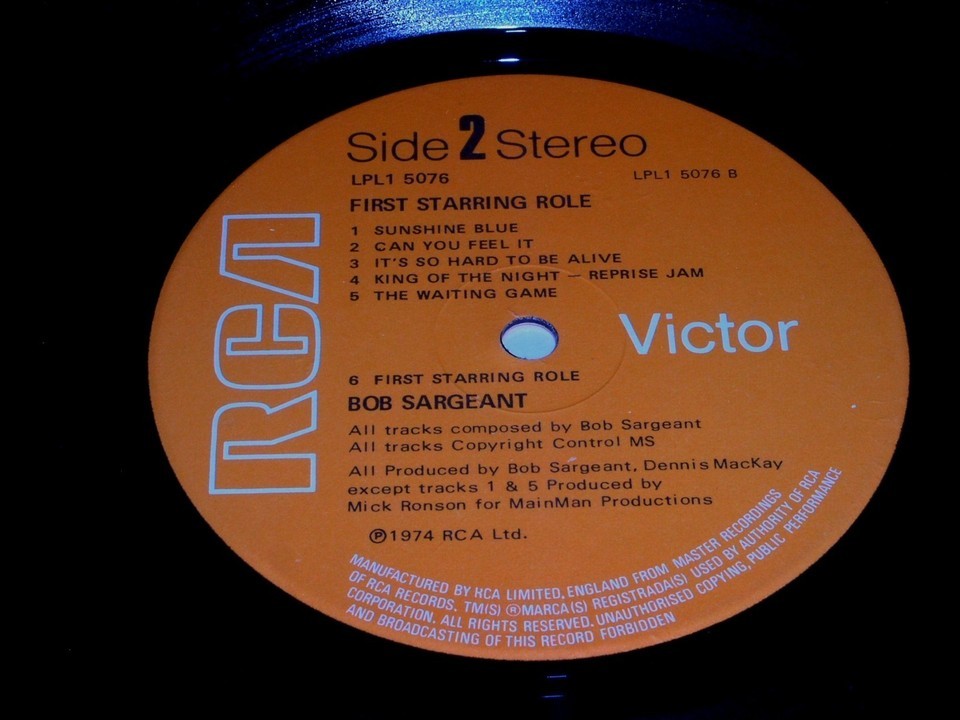 Side 2 Stereo
LPL1 5076
LPL1 5076 B
FIRST STARRING ROLE
1 SUNSHINE BLUE
2 CAN YOU FEEL IT
3 IT'S SO HARD TO BE ALIVE
4 KING OF THE NIGHT – REPRISE JAM
5 THE WAITING GAME
RCA
Victor
6 FIRST STARRING ROLE
BOB SARGEANT
All tracks composed by Bob Sargeant
All tracks Copyright Control MS
All Produced by Bob Sargeant, Dennis MacKay
except tracks 1 & 5 Produced by
Mick Ronson for MainMan Productions
Ⓟ1974 RCA Ltd.
MANUFACTURED BY RCA LIMITED, ENGLAND FROM MASTER RECORDINGS
OF RCA RECORDS. TM(S) ®MARCA(S) REGISTRADA(S) USED BY AUTHORITY OF RCA
CORPORATION. ALL RIGHTS RESERVED. UNAUTHORISED COPYING, PUBLIC PERFORMANCE
AND BROADCASTING OF THIS RECORD FORBIDDEN